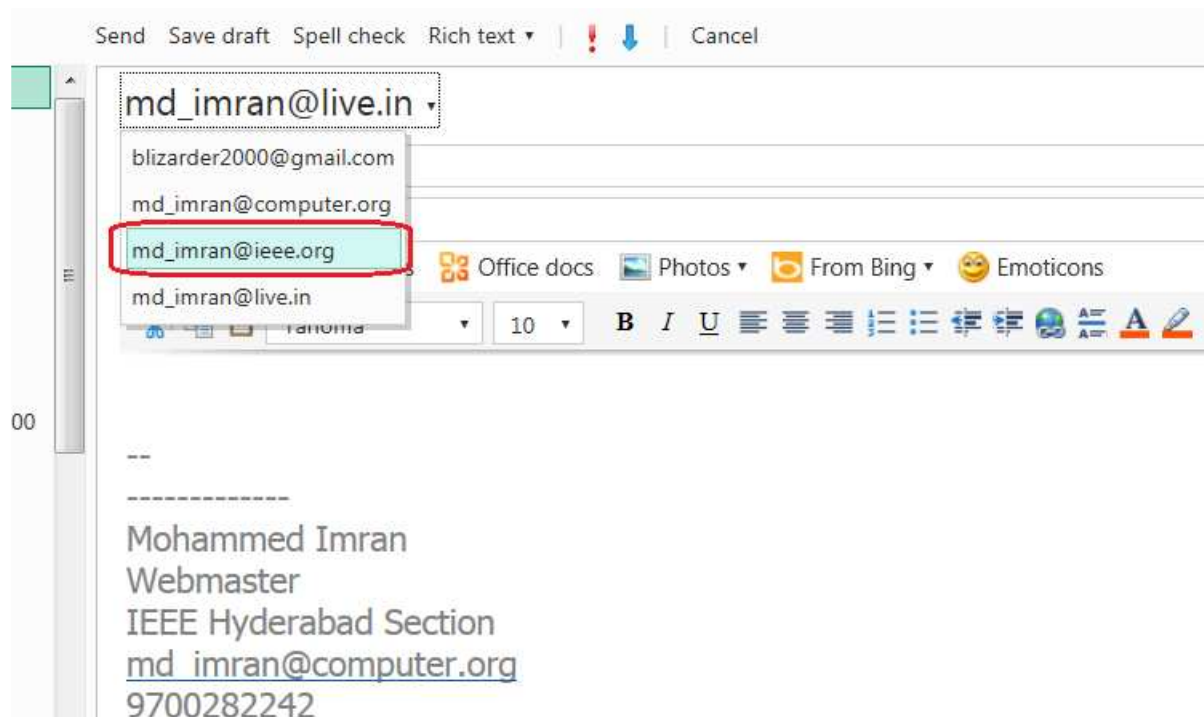 Send Save draft Spell check Rich text Cancel
md_imran@live.in
blizarder2000@gmail.com
md_imran@computer.org
md_imran@ieee.org
Office docs Photos From Bing Emoticons
md_imran@live.in
10 B I U A
00
--
-------------
Mohammed Imran
Webmaster
IEEE Hyderabad Section
md_imran@computer.org
9700282242